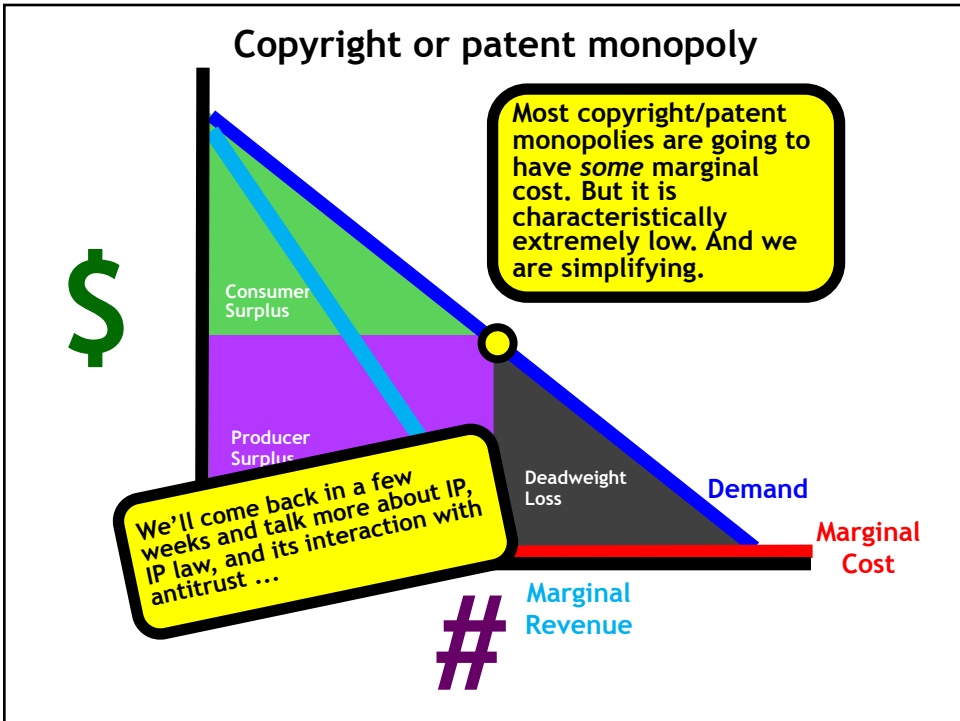 Copyright or patent monopoly
Most copyright/patent
monopolies are going to
have some marginal
cost. But it is
characteristically
extremely low. And we
are simplifying.
$
Consumer
Surplus
Producer
Surplus
We'll come back in a few
weeks and talk more about IP,
IP law, and its interaction with
antitrust ...
Deadweight
Loss
Demand
Marginal
Cost
Marginal
Revenue
#